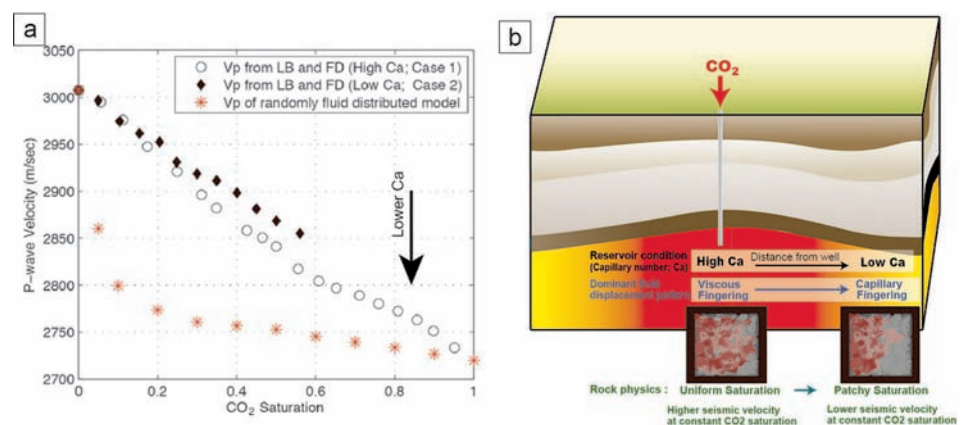 a
3050
3000
2950
2900
2850
2800
2750
2700
P-wave Velocity (m/sec)
Vp from LB and FD (High Ca; Case 1)
Vp from LB and FD (Low Ca; Case 2)
Vp of randomly fluid distributed model
Lower Ca
0 0.2 0.4 0.6 0.8 1
CO2 Saturation
b
CO2
Reservoir condition
(Capillary number: Ca)
High Ca
Distance from well
Low Ca
Dominant fluid
displacement pattern
Viscous
Fingering
Capillary
Fingering
Rock physics :
Uniform Saturation
Patchy Saturation
Higher seismic velocity
at constant CO2 saturation
Lower seismic velocity
at constant CO2 saturation